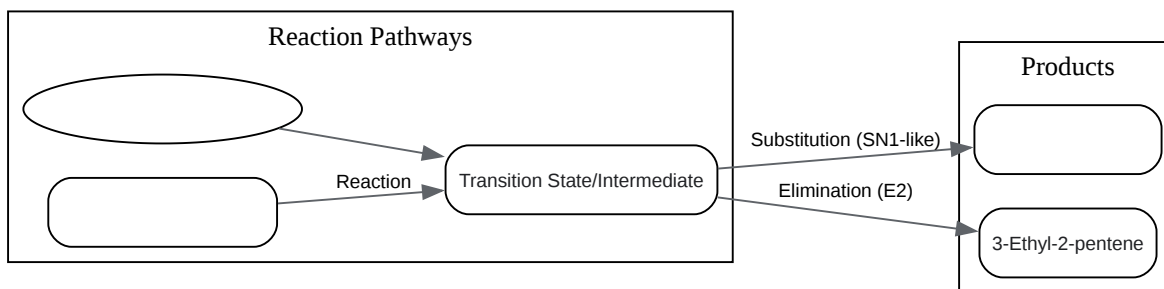 Reaction Pathways
Products
Substitution (SN1-like)
Reaction
Transition State/Intermediate
Elimination (E2)
3-Ethyl-2-pentene